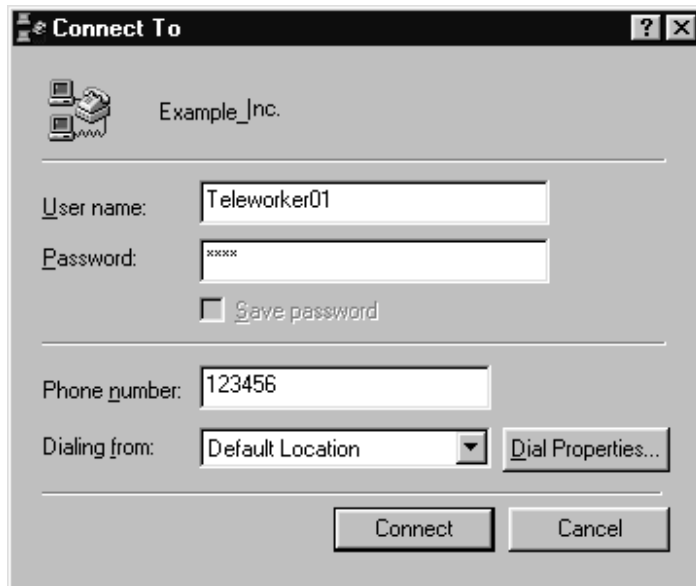 Connect To
Example_Inc.
User name: Teleworker01
Password: ****
Save password
Phone number: 123456
Dialing from: Default Location Dial Properties...
Connect Cancel